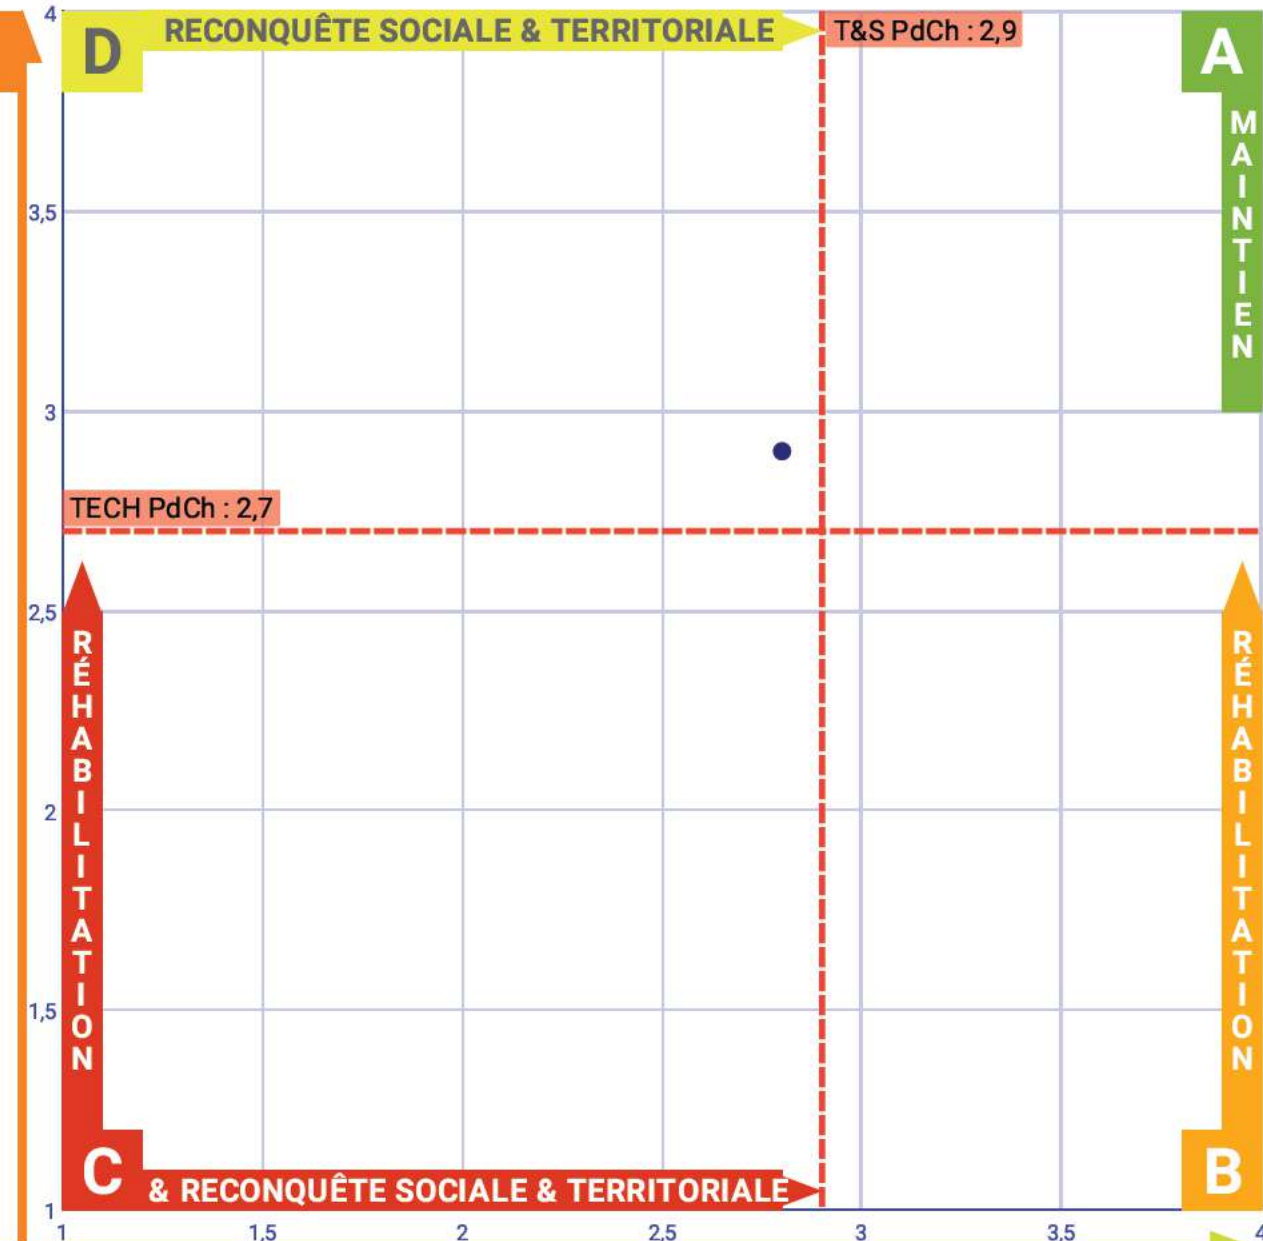 4
D
RECONQUÊTE SOCIALE & TERRITORIALE
T&S PdCh : 2,9
A
MAINTIEN
3,5
3
TECH PdCh : 2,7
2,5
RÉHABILITATION
RÉHABILITATION
2
1,5
C
& RECONQUÊTE SOCIALE & TERRITORIALE
B
1
1 1,5 2 2,5 3 3,5 4